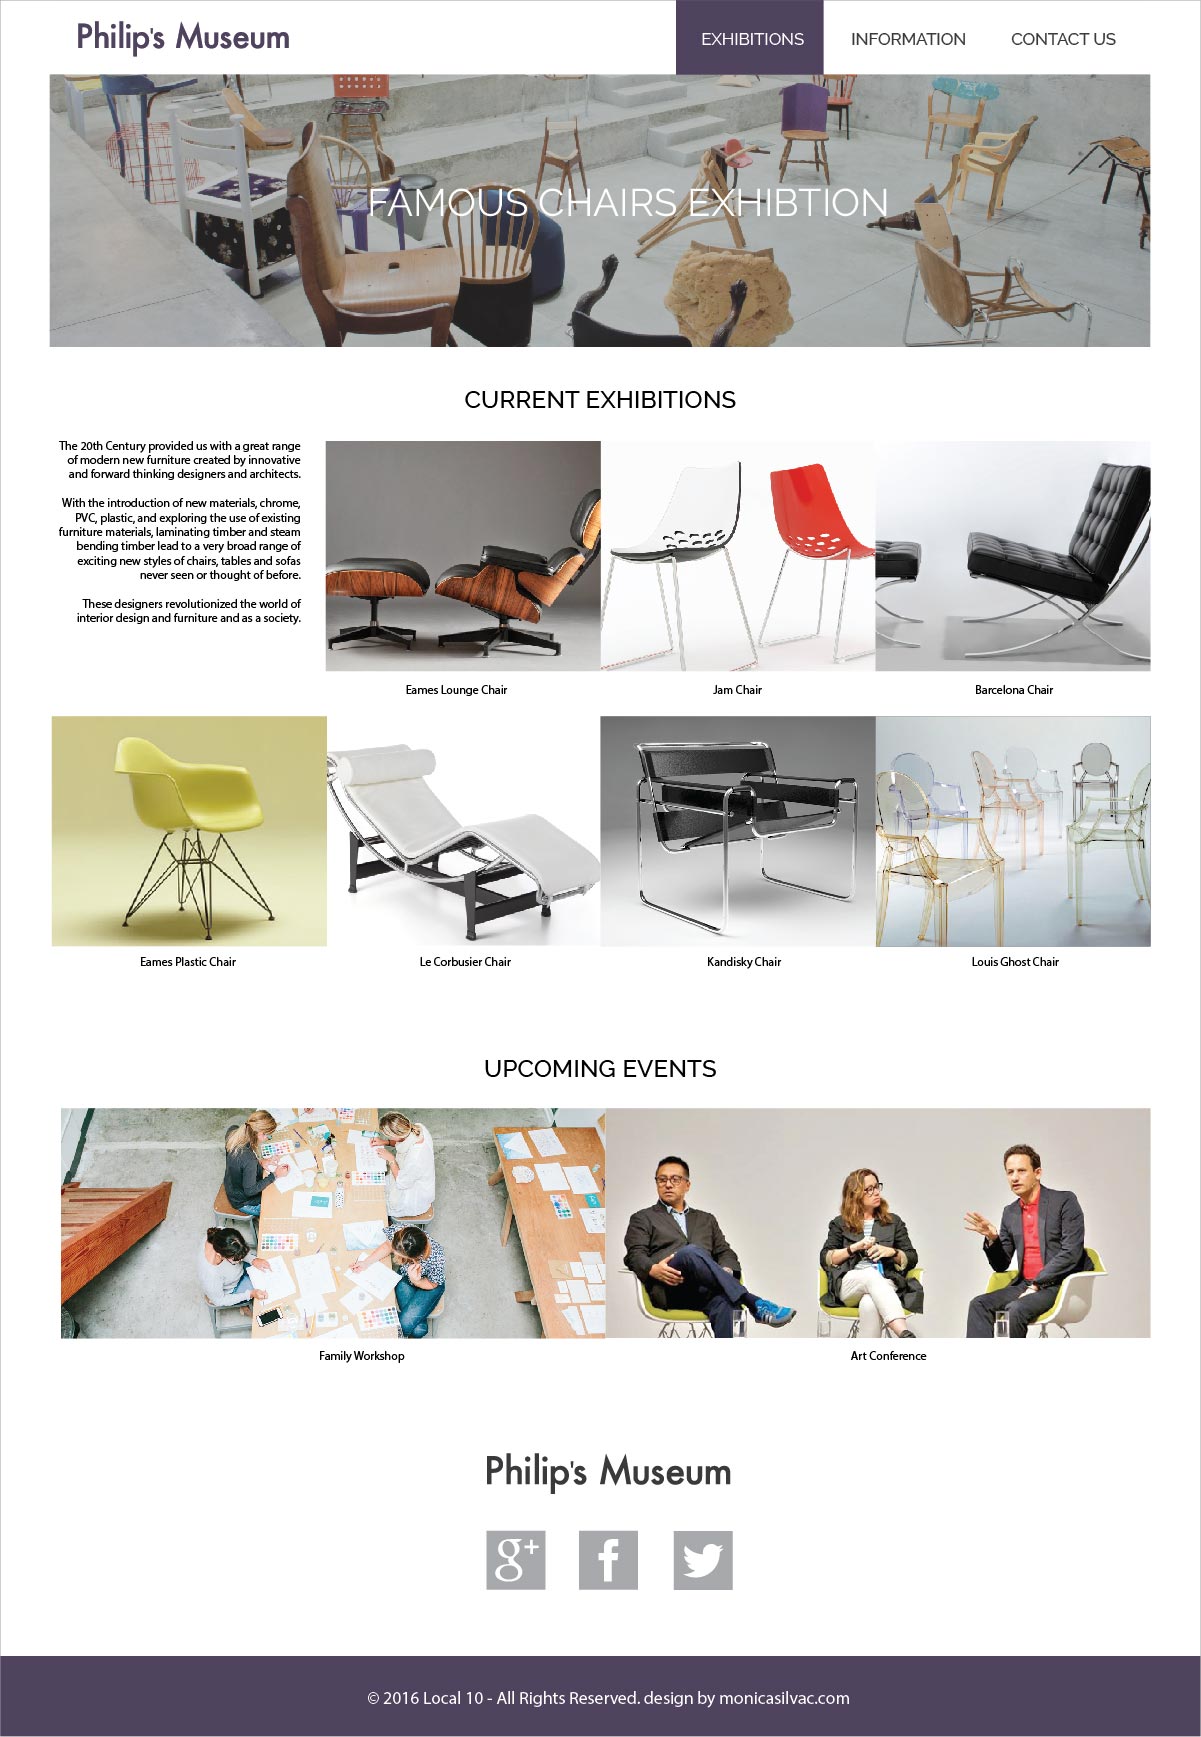 Philip's Museum
EXHIBITIONS
INFORMATION
CONTACT US
FAMOUS CHAIRS EXHIBTION
CURRENT EXHIBITIONS
The 20th Century provided us with a great range
of modern new furniture created by innovative
and forward thinking designers and architects.
With the introduction of new materials, chrome,
PVC, plastic, and exploring the use of existing
furniture materials, laminating timber and steam
bending timber lead to a very broad range of
exciting new styles of chairs, tables and sofas
never seen or thought of before.
These designers revolutionized the world of
interior design and furniture and as a society.
Eames Lounge Chair
Jam Chair
Barcelona Chair
Eames Plastic Chair
Le Corbusier Chair
Kandisky Chair
Louis Ghost Chair
UPCOMING EVENTS
Family Workshop
Art Conference
Philip's Museum
g+
f
© 2016 Local 10 - All Rights Reserved. design by monicasilvac.com